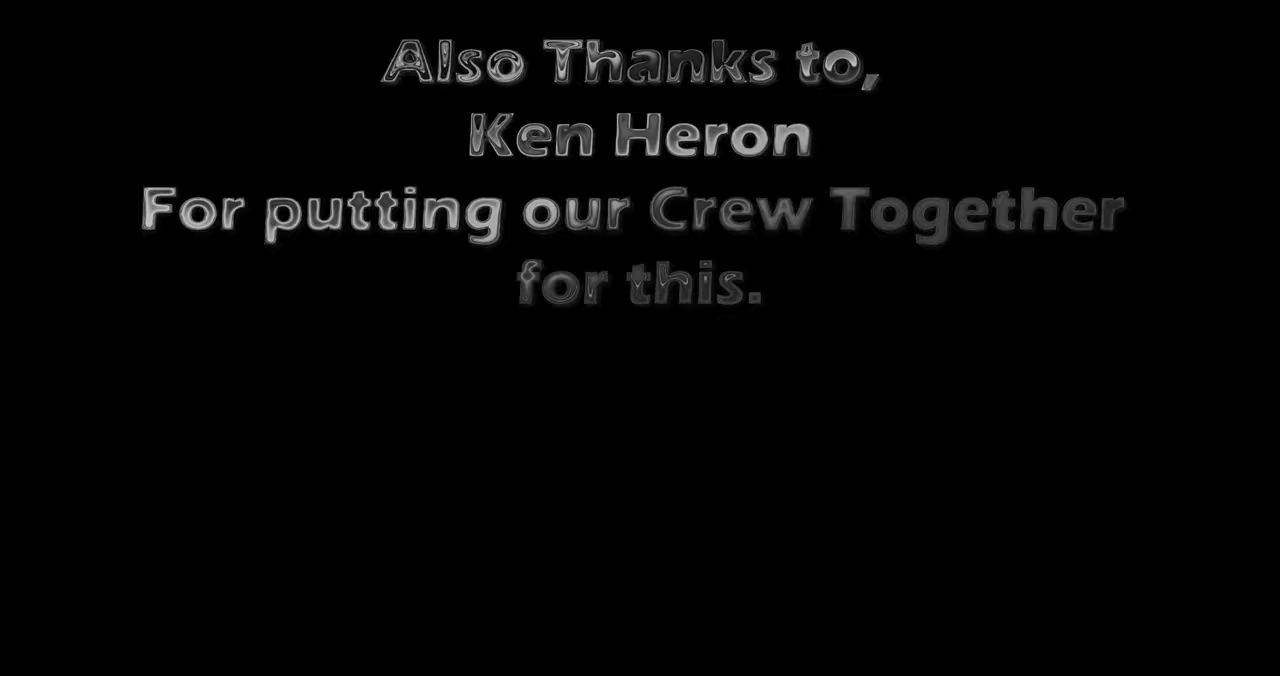 Also Thanks to,
Ken Heron
For putting our Crew Together
for this.